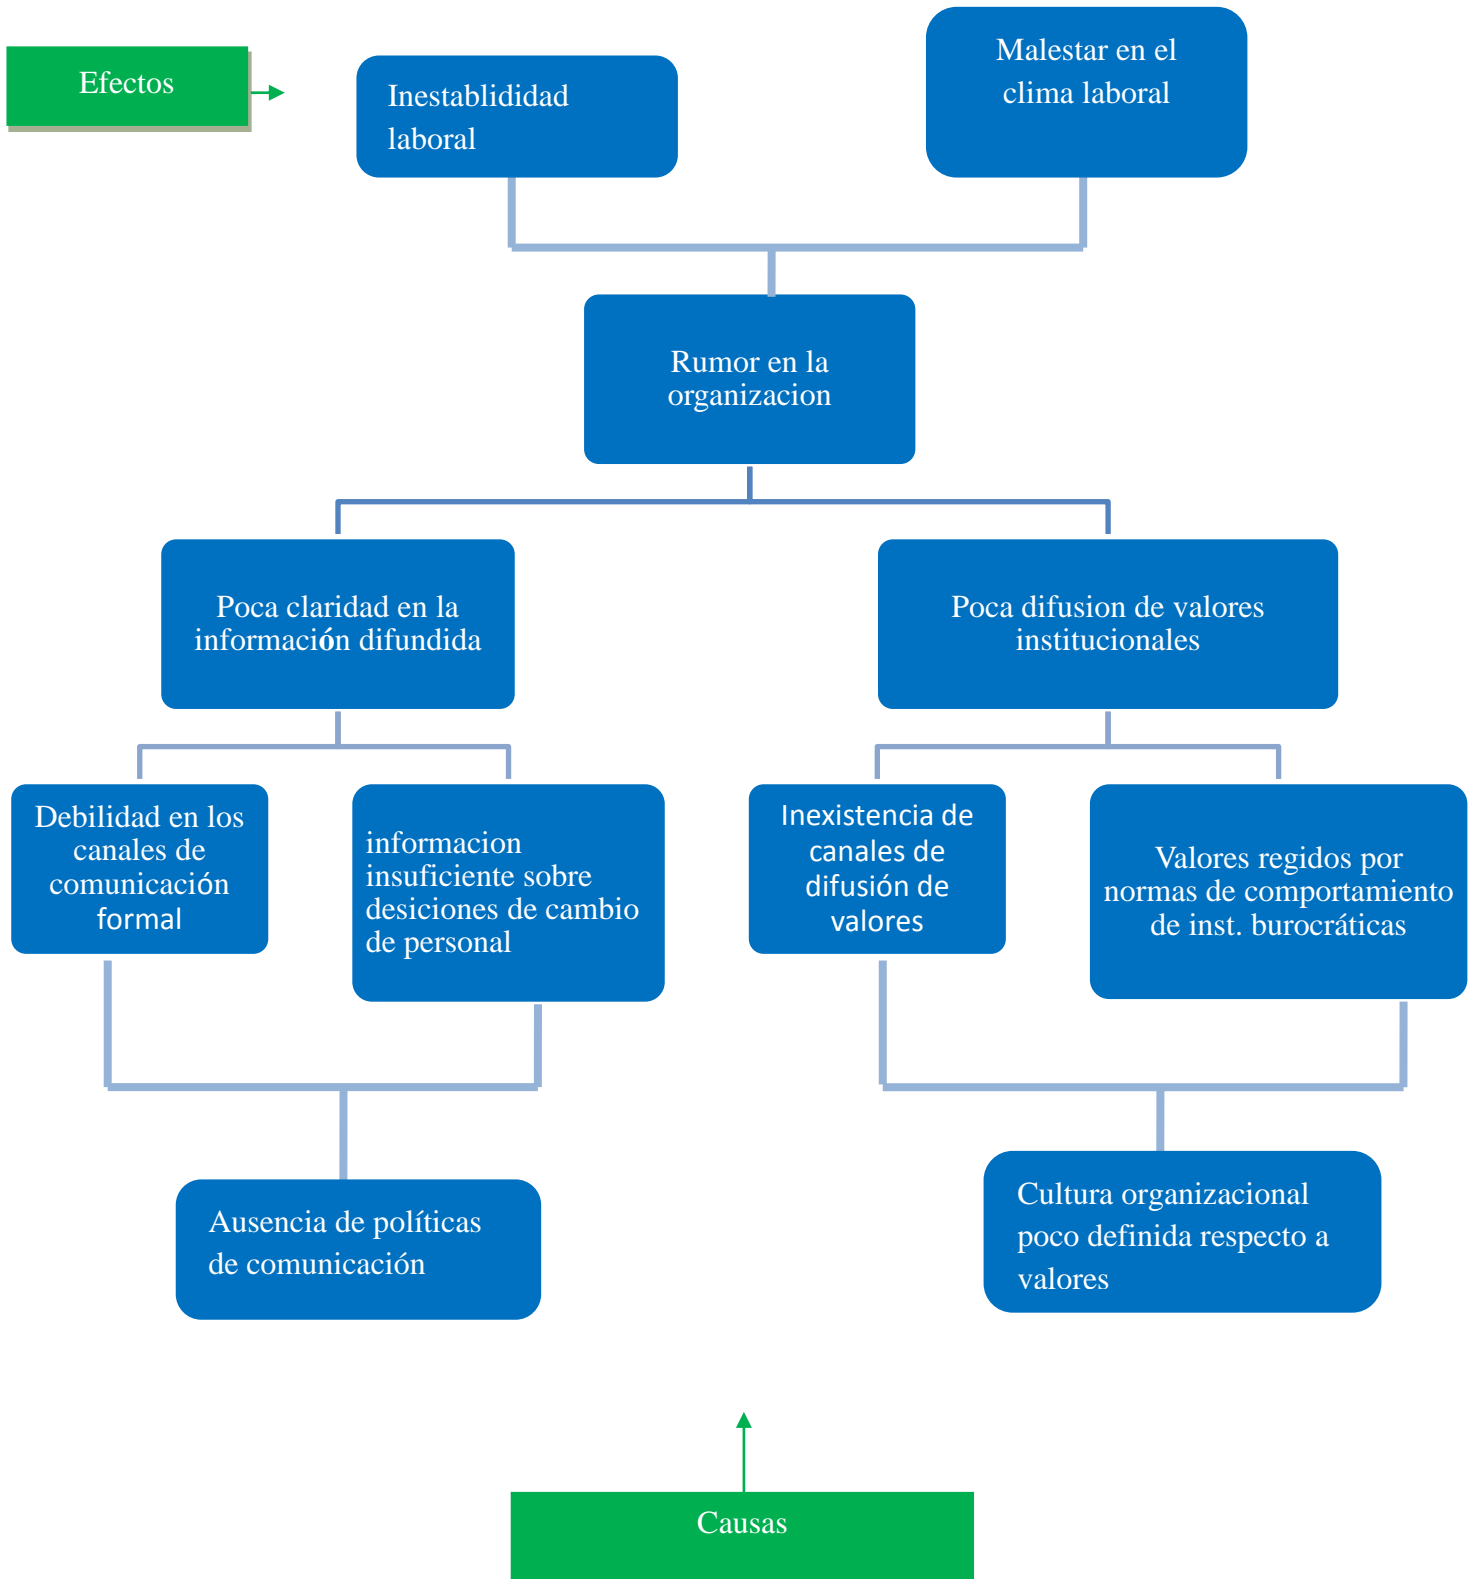 Efectos
Inestablididad
laboral
Malestar en el
clima laboral
Rumor en la
organizacion
Poca claridad en la
información difundida
Poca difusion de valores
institucionales
Debilidad en los
canales de
comunicación
formal
informacion
insuficiente sobre
desiciones de cambio
de personal
Inexistencia de
canales de
difusión de
valores
Valores regidos por
normas de comportamiento
de inst. burocráticas
Ausencia de políticas
de comunicación
Cultura organizacional
poco definida respecto a
valores
Causas